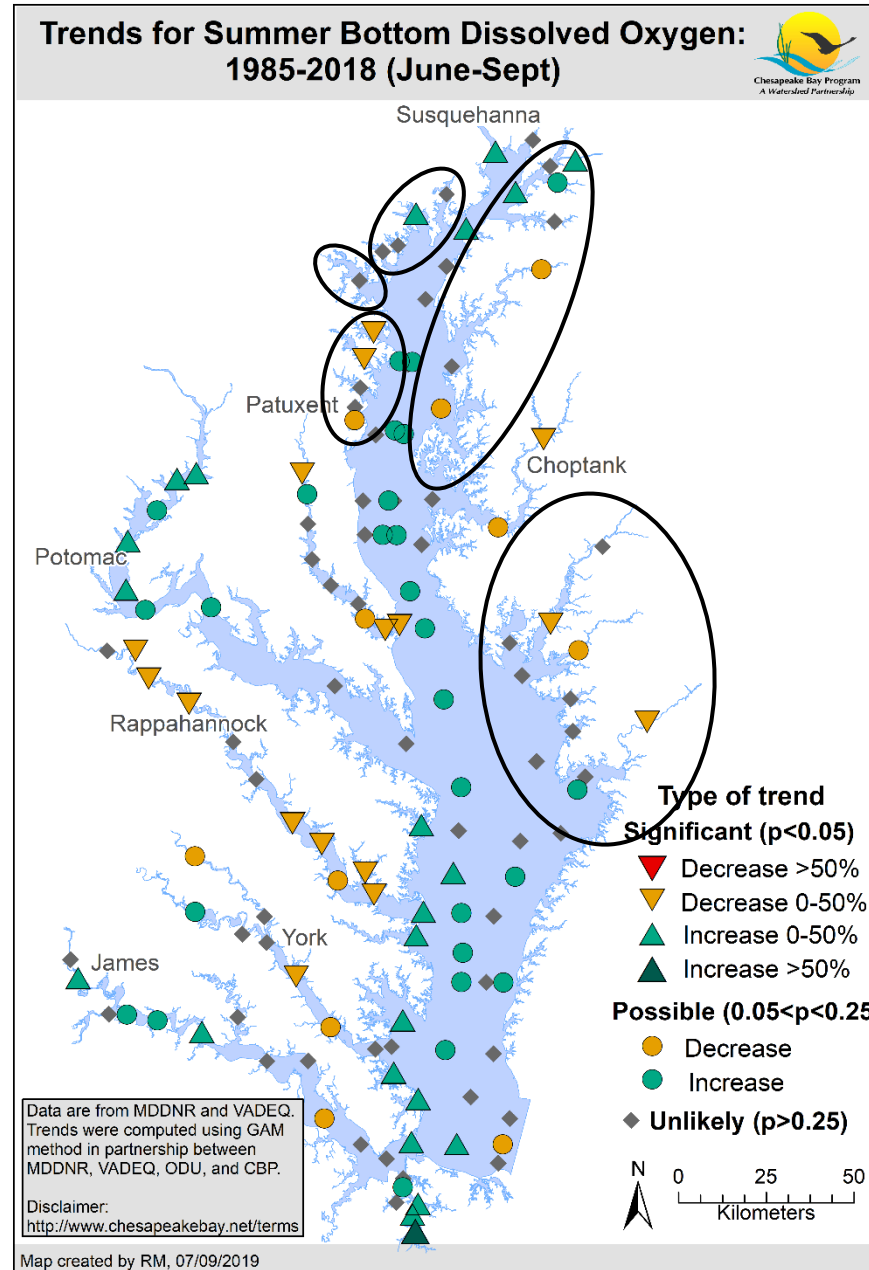 Trends for Summer Bottom Dissolved Oxygen:
1985-2018 (June-Sept)
Chesapeake Bay Program
A Watershed Partnership
Susquehanna
Patuxent
Choptank
Potomac
Rappahannock
York
James
Type of trend
Significant (p<0.05)
Decrease >50%
Decrease 0-50%
Increase 0-50%
Increase >50%
Possible (0.05<p<0.25
Decrease
Increase
Unlikely (p>0.25)
Data are from MDDNR and VADEQ.
Trends were computed using GAM
method in partnership between
MDDNR, VADEQ, ODU, and CBP.
Disclaimer:
http://www.chesapeakebay.net/terms
N
0 25 50
Kilometers
Map created by RM, 07/09/2019